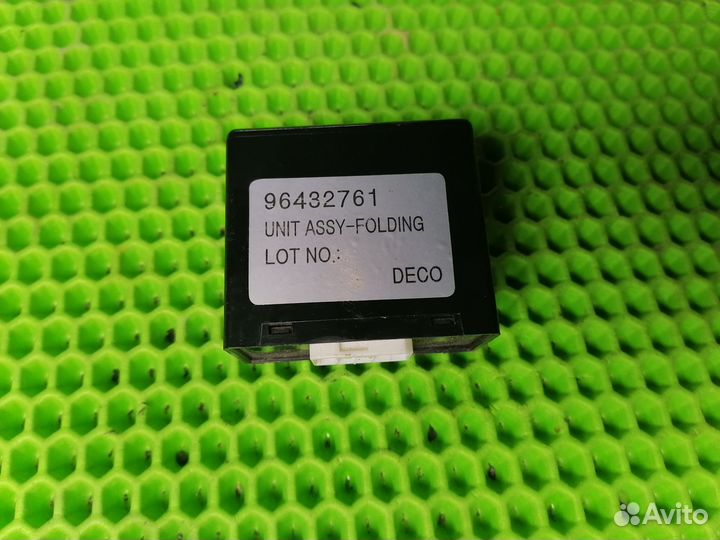 96432761
UNIT ASSY-FOLDING
LOT NO.:
DECO
Avito